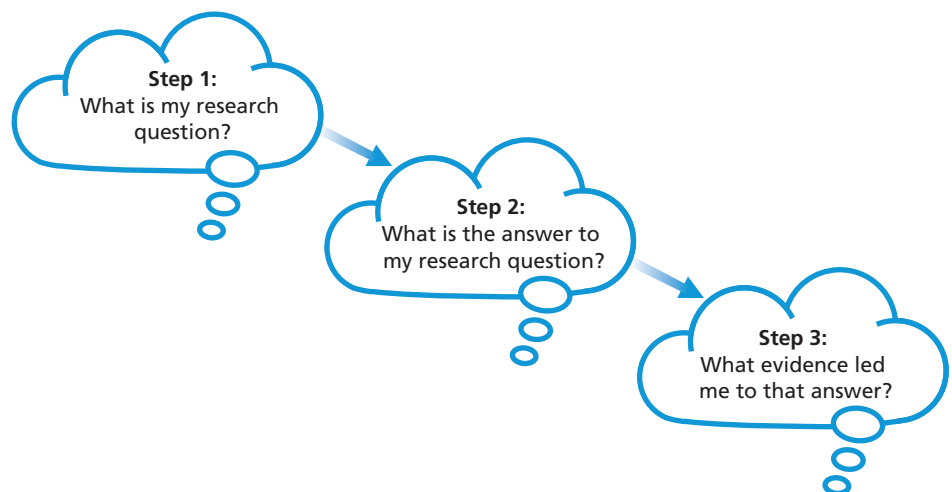 Step 1:
What is my research
question?
Step 2:
What is the answer to
my research question?
Step 3:
What evidence led
me to that answer?